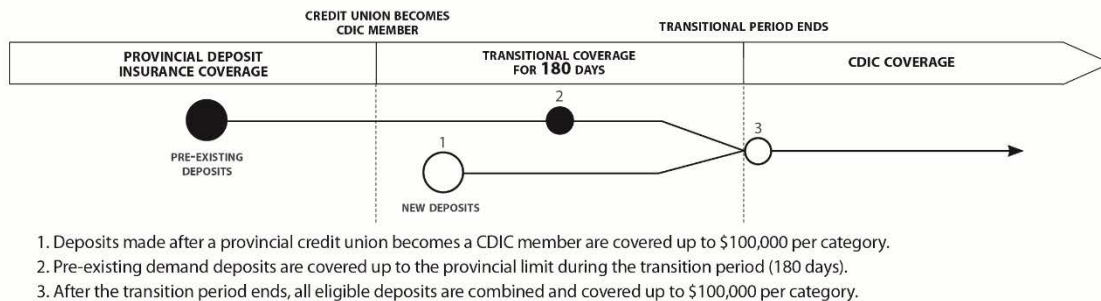 CREDIT UNION BECOMES
CDIC MEMBER
TRANSITIONAL PERIOD ENDS
PROVINCIAL DEPOSIT
INSURANCE COVERAGE
TRANSITIONAL COVERAGE
FOR 180 DAYS
CDIC COVERAGE
2
1
3
PRE-EXISTING
DEPOSITS
NEW DEPOSITS
1. Deposits made after a provincial credit union becomes a CDIC member are covered up to $100,000 per category.
2. Pre-existing demand deposits are covered up to the provincial limit during the transition period (180 days).
3. After the transition period ends, all eligible deposits are combined and covered up to $100,000 per category.